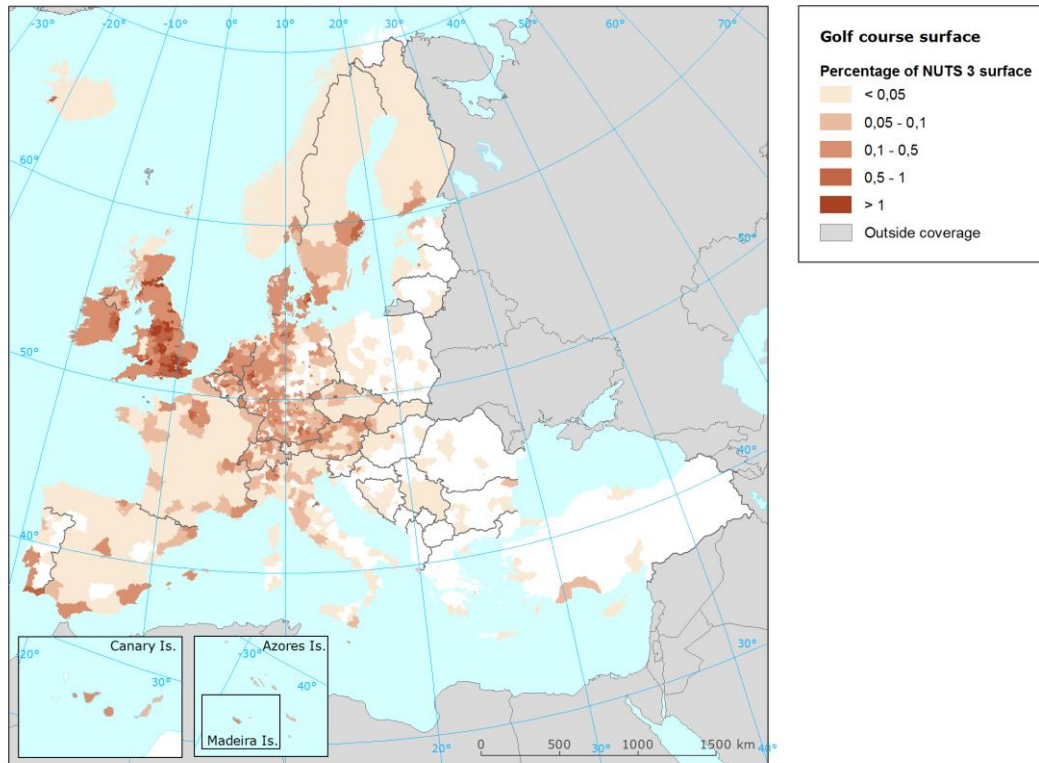 -30° -20° -10° 0° 10° 20° 30° 40° 50° 60° 70°
60°
50°
40°
60°
50°
40°
30°
Canary Is.
-20°
30°
Azores Is.
-30°
40°
Madeira Is.
20°
30°
40°
0 500 1000 1500 km
Golf course surface
Percentage of NUTS 3 surface
< 0,05
0,05 - 0,1
0,1 - 0,5
0,5 - 1
> 1
Outside coverage